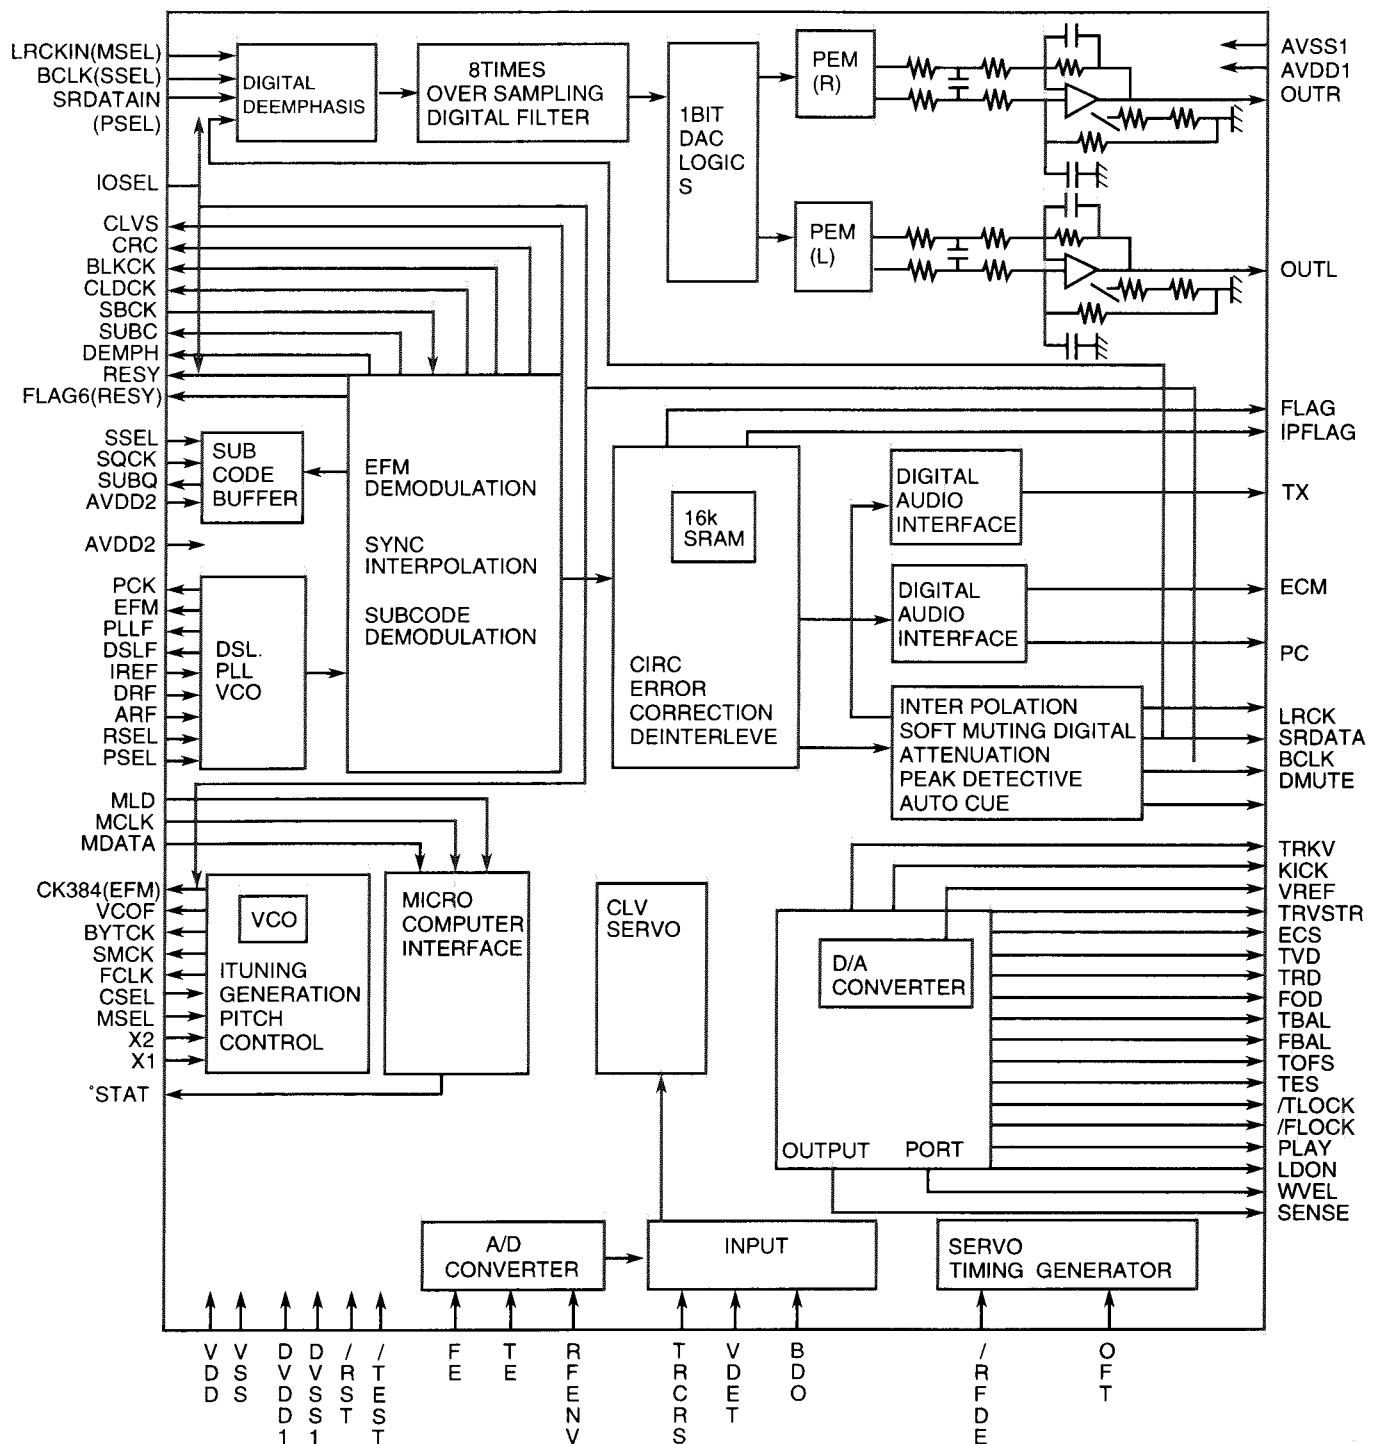 LRCKIN(MSEL)
BCLK(SSEL)
SRDATAIN
(PSEL)
IOSEL
CLVS
CRC
BLKCK
CLDCK
SBCK
SUBC
DEMPH
RESY
FLAG6(RESY)
SSEL
SQCK
SUBQ
AVDD2
AVDD2
PCK
EFM
PLLF
DSLF
IREF
DRF
ARF
RSEL
PSEL
MLD
MCLK
MDATA
CK384(EFM)
VCOF
BYTCK
SMCK
FCLK
CSEL
MSEL
X2
X1
°STAT
DIGITAL
DEEMPHASIS
8TIMES
OVER SAMPLING
DIGITAL FILTER
1BIT
DAC
LOGIC
S
PEM
(R)
PEM
(L)
SUB
CODE
BUFFER
EFM
DEMODULATION
SYNC
INTERPOLATION
SUBCODE
DEMODULATION
DSL.
PLL
VCO
16k
SRAM
CIRC
ERROR
CORRECTION
DEINTERLEVE
DIGITAL
AUDIO
INTERFACE
DIGITAL
AUDIO
INTERFACE
INTER POLATION
SOFT MUTING DIGITAL
ATTENUATION
PEAK DETECTIVE
AUTO CUE
VCO
ITUNING
GENERATION
PITCH
CONTROL
MICRO
COMPUTER
INTERFACE
CLV
SERVO
D/A
CONVERTER
OUTPUT PORT
A/D
CONVERTER
INPUT
SERVO
TIMING GENERATOR
AVSS1
AVDD1
OUTR
OUTL
FLAG
IPFLAG
TX
ECM
PC
LRCK
SRDATA
BCLK
DMUTE
TRKV
KICK
VREF
TRVSTR
ECS
TVD
TRD
FOD
TBAL
FBAL
TOFS
TES
/TLOCK
/FLOCK
PLAY
LDON
WVEL
SENSE
VDD
VSS
DVDD1
DVSS1
/RST
/TEST
FE
TE
RFENV
TRCRS
VDET
BDO
/RFDE
OFT